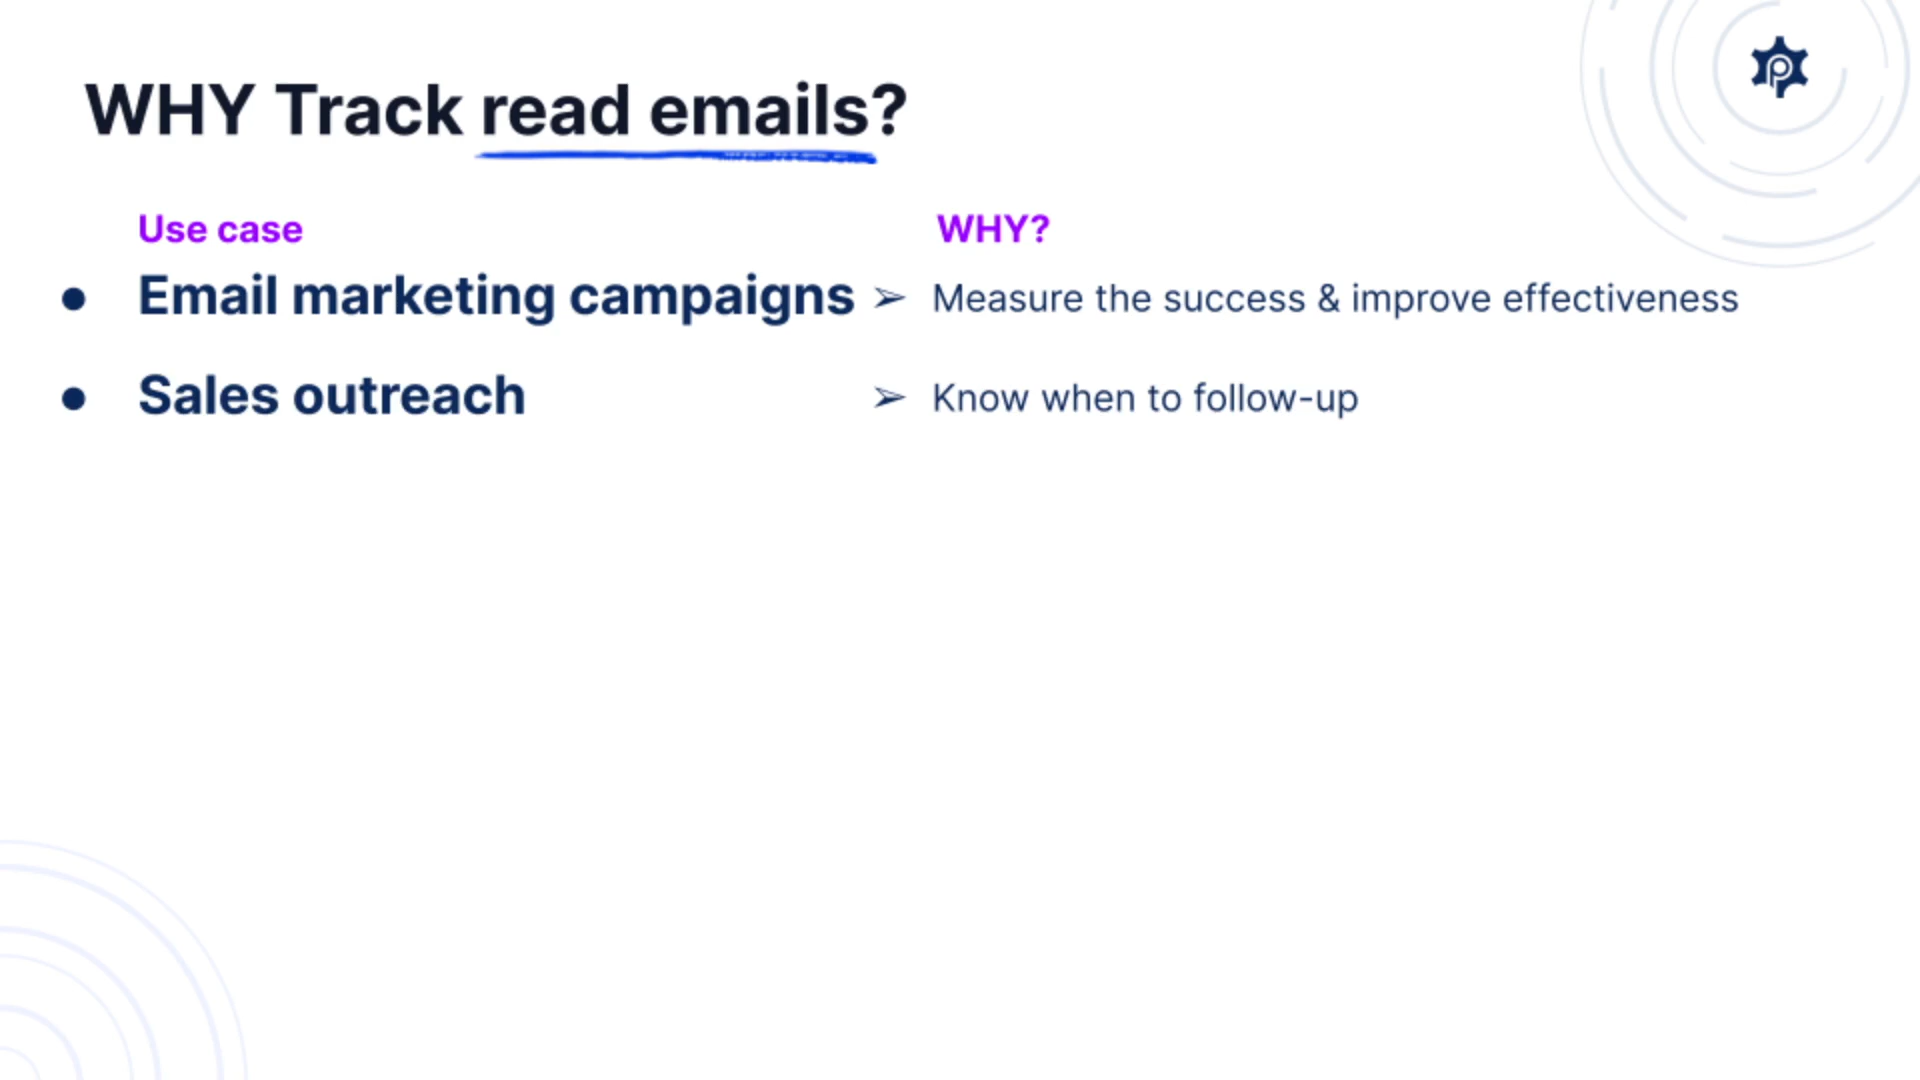 WHY Track read emails?
Use case WHY?
● Email marketing campaigns ➢ Measure the success & improve effectiveness
● Sales outreach ➢ Know when to follow-up